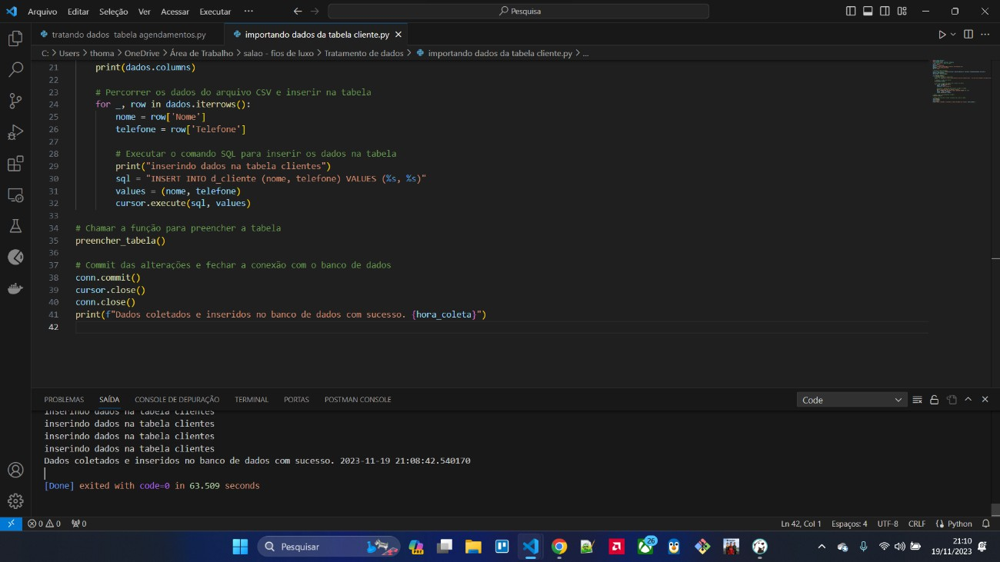 Arquivo Editar Seleção Ver Acessar Executar ··· Pesquisa
tratando dados tabela agendamentos.py importando dados da tabela cliente.py
C: > Users > thoma > OneDrive > Área de Trabalho > salao - fios de luxo > Tratamento de dados > importando dados da tabela cliente.py > ...
21 print(dados.columns)
22
23 # Percorrer os dados do arquivo CSV e inserir na tabela
24 for _, row in dados.iterrows():
25 nome = row['Nome']
26 telefone = row['Telefone']
27
28 # Executar o comando SQL para inserir os dados na tabela
29 print("inserindo dados na tabela clientes")
30 sql = "INSERT INTO d_cliente (nome, telefone) VALUES (%s, %s)"
31 values = (nome, telefone)
32 cursor.execute(sql, values)
33
34 # Chamar a função para preencher a tabela
35 preencher_tabela()
36
37 # Commit das alterações e fechar a conexão com o banco de dados
38 conn.commit()
39 cursor.close()
40 conn.close()
41 print(f"Dados coletados e inseridos no banco de dados com sucesso. {hora_coleta}")
42
PROBLEMAS SAÍDA CONSOLE DE DEPURAÇÃO TERMINAL PORTAS POSTMAN CONSOLE Code
inserindo dados na tabela clientes
inserindo dados na tabela clientes
inserindo dados na tabela clientes
inserindo dados na tabela clientes
Dados coletados e inseridos no banco de dados com sucesso. 2023-11-19 21:08:42.540170
[Done] exited with code=0 in 63.509 seconds
0 0 0 Ln 42, Col 1 Espaços: 4 UTF-8 CRLF Python
Pesquisar PRE 26 21:10
19/11/2023